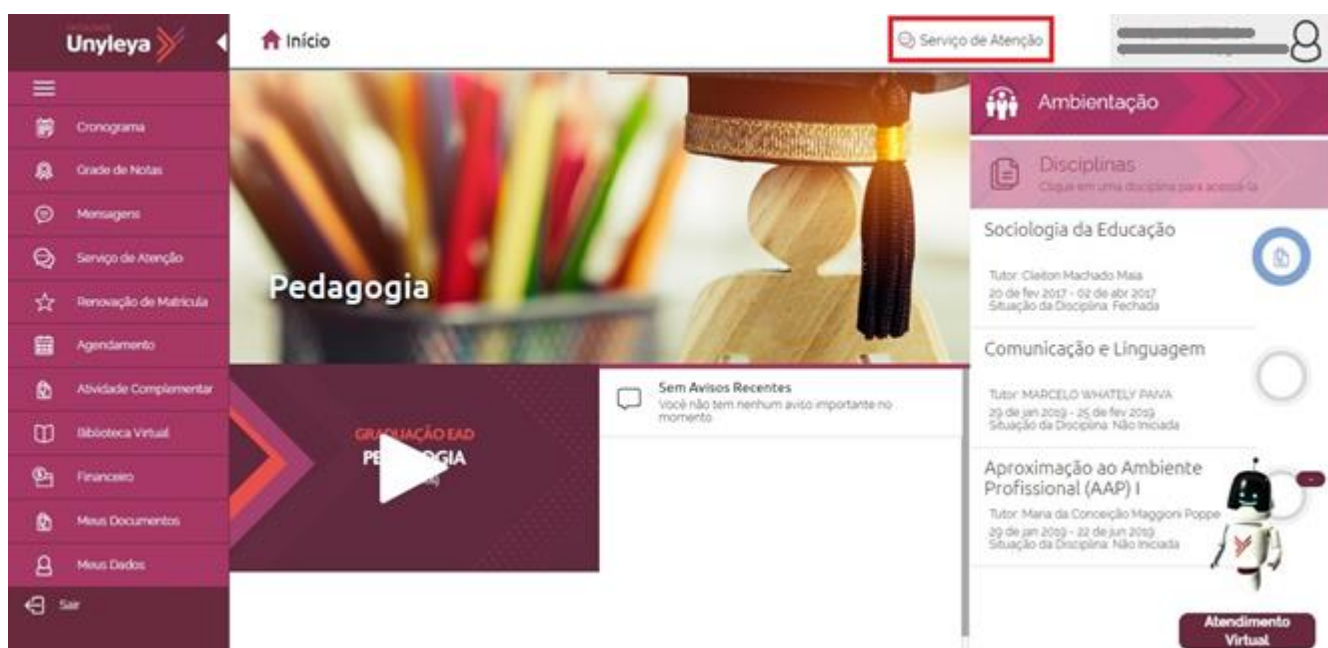 Unyleya
Início
Serviço de Atenção
Cronograma
Grade de Notas
Mensagens
Serviço de Atenção
Renovação de Matrícula
Agendamento
Atividade Complementar
Biblioteca Virtual
Financeiro
Meus Documentos
Meus Dados
Sair
Pedagogia
GRADUAÇÃO EAD
Sem Avisos Recentes
Você não tem nenhum aviso importante no
momento
Ambientação
Disciplinas
Clique em uma disciplina para acessá-la
Sociologia da Educação
Tutor: Cleiton Machado Maia
20 de fev 2017 - 02 de abr 2017
Situação da Disciplina: Fechada
Comunicação e Linguagem
Tutor: MARCELO WHATELY PAIVA
29 de jan 2019 - 25 de fev 2019
Situação da Disciplina: Não Iniciada
Aproximação ao Ambiente
Profissional (AAP) I
Tutor: Maria da Conceição Maggioni Poppe
29 de jan 2019 - 22 de jun 2019
Situação da Disciplina: Não Iniciada
Atendimento
Virtual